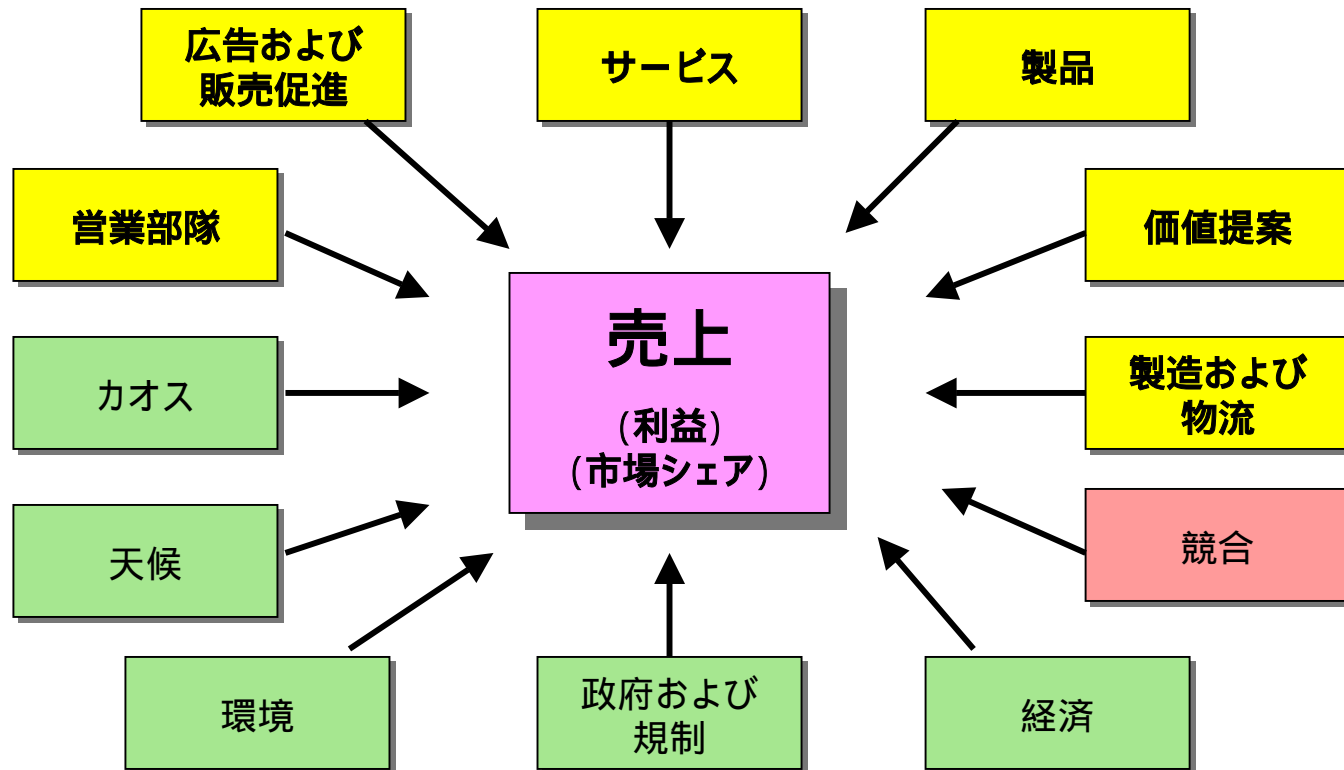 広告および
販売促進
サービス
製品
営業部隊
価値提案
売上
(利益)
(市場シェア)
カオス
製造および
物流
天候
競合
環境
政府および
規制
経済